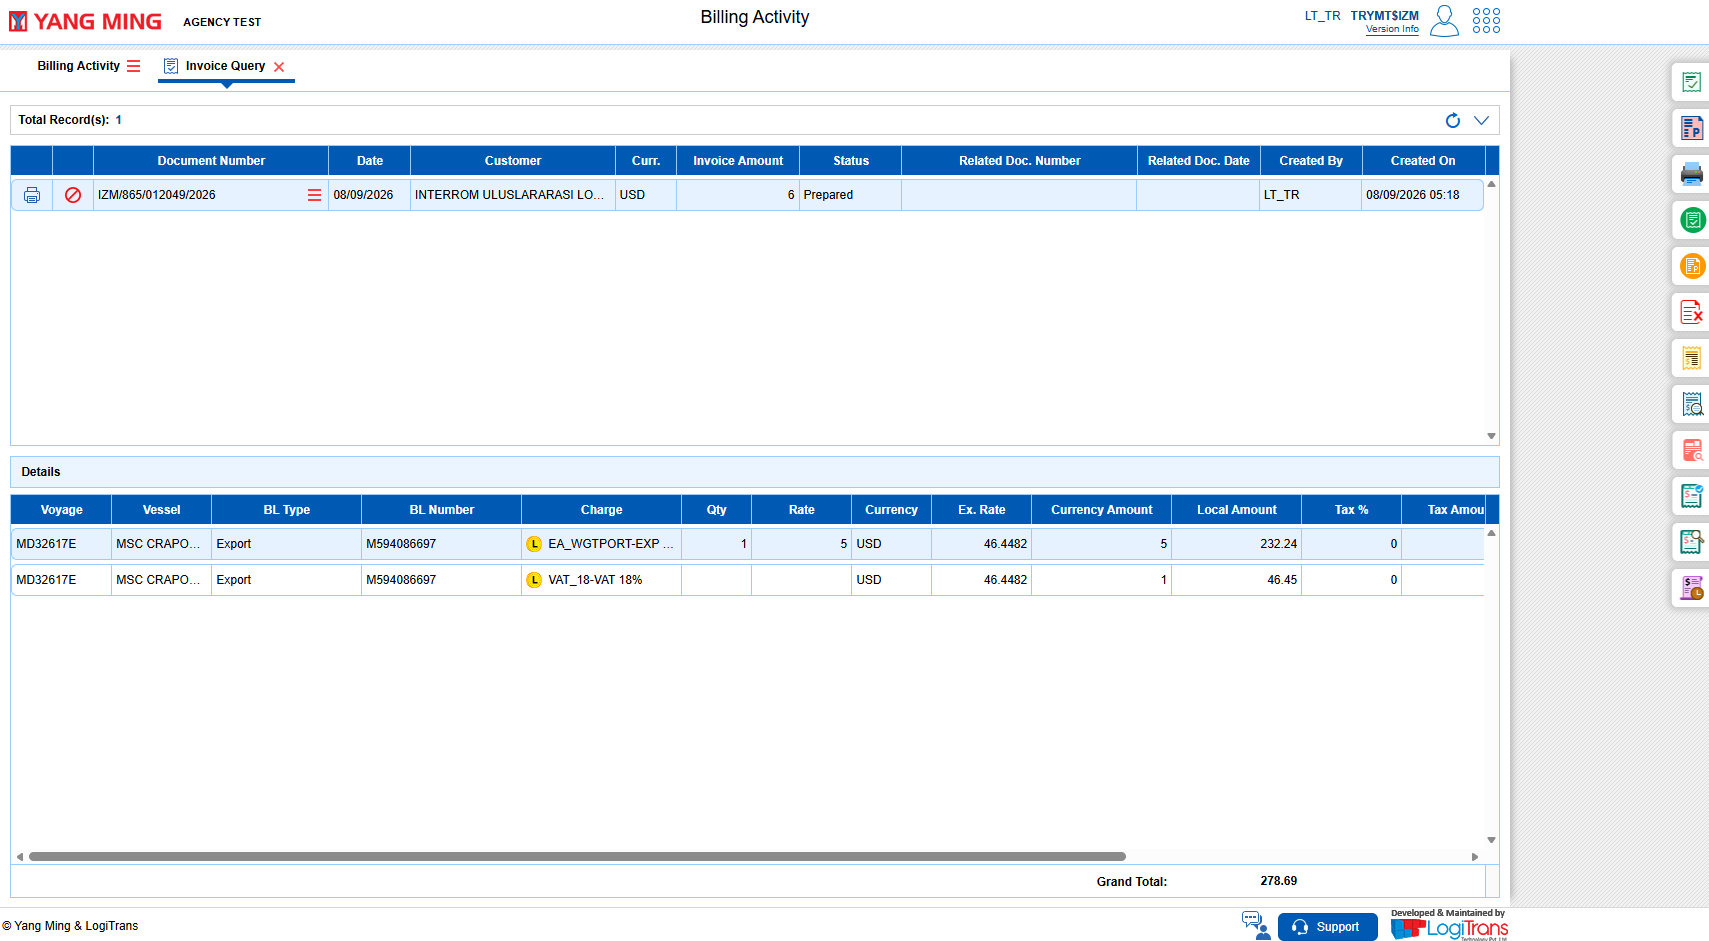 YANG MING AGENCY TEST Billing Activity LT_TR TRYMT$IZM
Version Info
Billing Activity Invoice Query
Total Record(s): 1
Document Number Date Customer Curr. Invoice Amount Status Related Doc. Number Related Doc. Date Created By Created On
IZM/865/012049/2026 08/09/2026 INTERROM ULUSLARARASI LO... USD 6 Prepared LT_TR 08/09/2026 05:18
Details
Voyage Vessel BL Type BL Number Charge Qty Rate Currency Ex. Rate Currency Amount Local Amount Tax % Tax Amou
MD32617E MSC CRAPO... Export M594086697 L EA_WGTPORT-EXP ... 1 5 USD 46.4482 5 232.24 0
MD32617E MSC CRAPO... Export M594086697 L VAT_18-VAT 18% USD 46.4482 1 46.45 0
Grand Total: 278.69
© Yang Ming & LogiTrans Support
Developed & Maintained by
LogiTrans
Technology Pvt. Ltd.